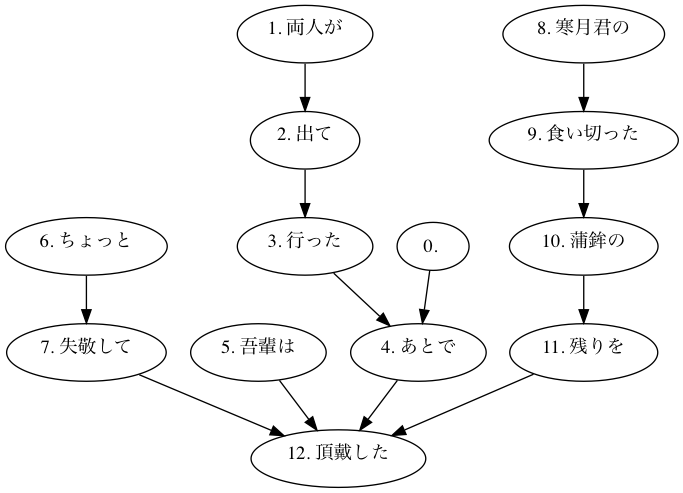 1. 両人が
8. 寒月君の
2. 出て
9. 食い切った
6. ちょっと
3. 行った
0.
10. 蒲鉾の
7. 失敬して
5. 吾輩は
4. あとで
11. 残りを
12. 頂戴した